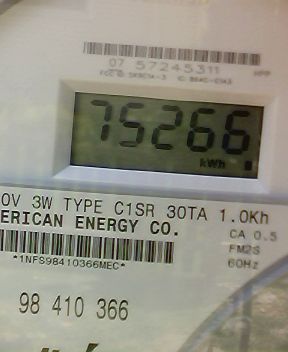 07 57245311
75266
kWh
0V 3W TYPE C1SR 30TA 1.0Kh
ERICAN ENERGY CO.
CA 0.5
FM2S
60Hz
*1NFS98410366MEC*
98 410 366